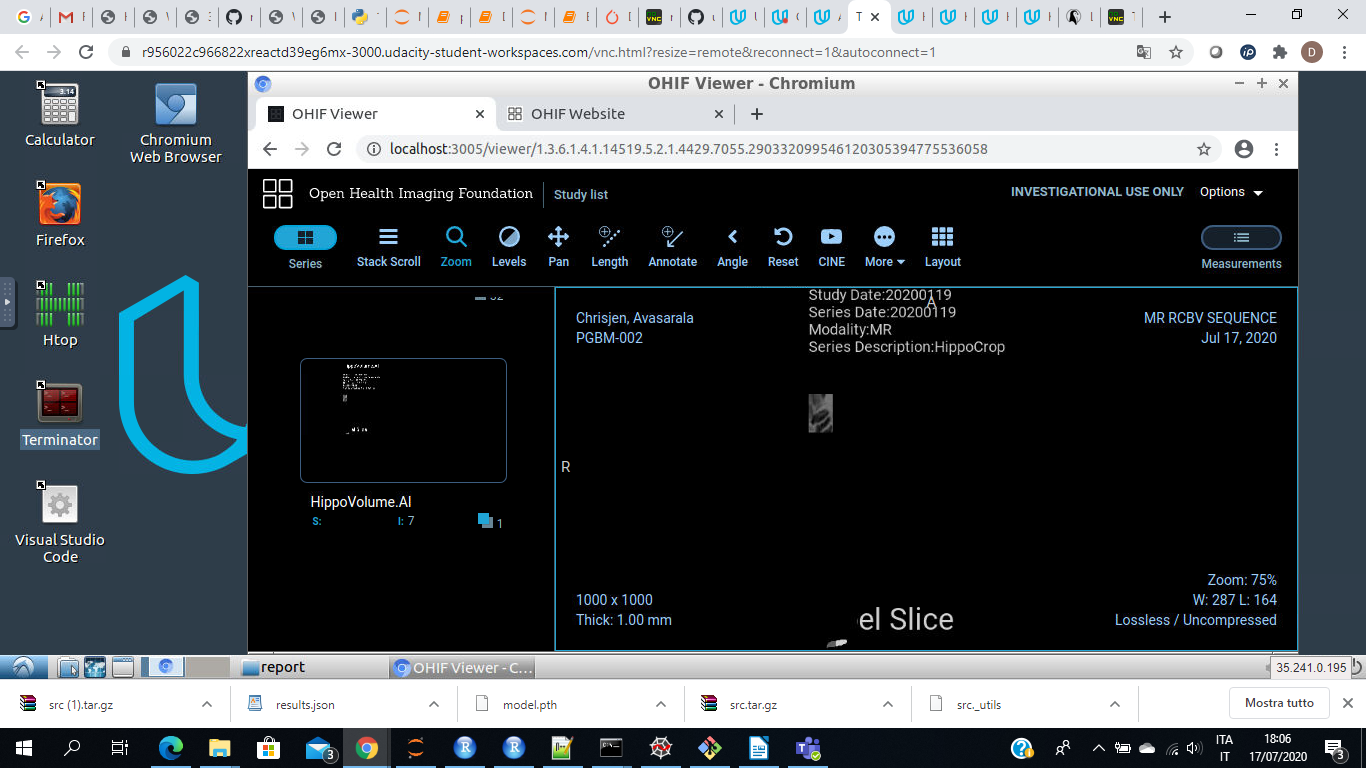 r956022c966822xreactd39eg6mx-3000.udacity-student-workspaces.com/vnc.html?resize=remote&reconnect=1&autoconnect=1
D
OHIF Viewer - Chromium
OHIF Viewer
OHIF Website
localhost:3005/viewer/1.3.6.1.4.1.14519.5.2.1.4429.7055.290332099546120305394775536058
Calculator
Chromium
Web Browser
Firefox
Htop
Terminator
Visual Studio
Code
Open Health Imaging Foundation
Study list
INVESTIGATIONAL USE ONLY
Options
Series
Stack Scroll
Zoom
Levels
Pan
Length
Annotate
Angle
Reset
CINE
More
Layout
Measurements
HippoVolume.AI
S:
I: 7
1
Chrisjen, Avasarala
PGBM-002
Study Date:20200119
A
Series Date:20200119
Modality:MR
Series Description:HippoCrop
MR RCBV SEQUENCE
Jul 17, 2020
R
1000 x 1000
Thick: 1.00 mm
el Slice
Zoom: 75%
W: 287 L: 164
Lossless / Uncompressed
report
OHIF Viewer - C...
35.241.0.195
src (1).tar.gz
results.json
model.pth
src.tar.gz
src._utils
Mostra tutto
3
ITA
IT
18:06
17/07/2020
3